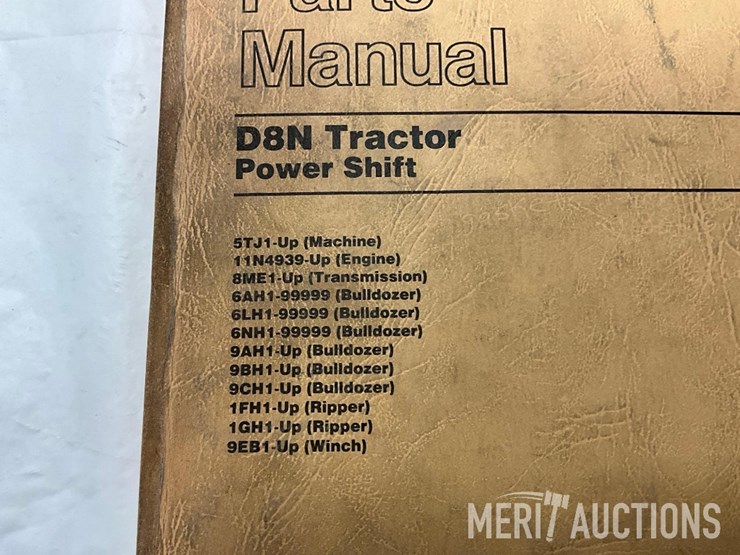 Parts
Manual
D8N Tractor
Power Shift
5TJ1-Up (Machine)
11N4939-Up (Engine)
8ME1-Up (Transmission)
6AH1-99999 (Bulldozer)
6LH1-99999 (Bulldozer)
6NH1-99999 (Bulldozer)
9AH1-Up (Bulldozer)
9BH1-Up (Bulldozer)
9CH1-Up (Bulldozer)
1FH1-Up (Ripper)
1GH1-Up (Ripper)
9EB1-Up (Winch)
MERIT AUCTIONS